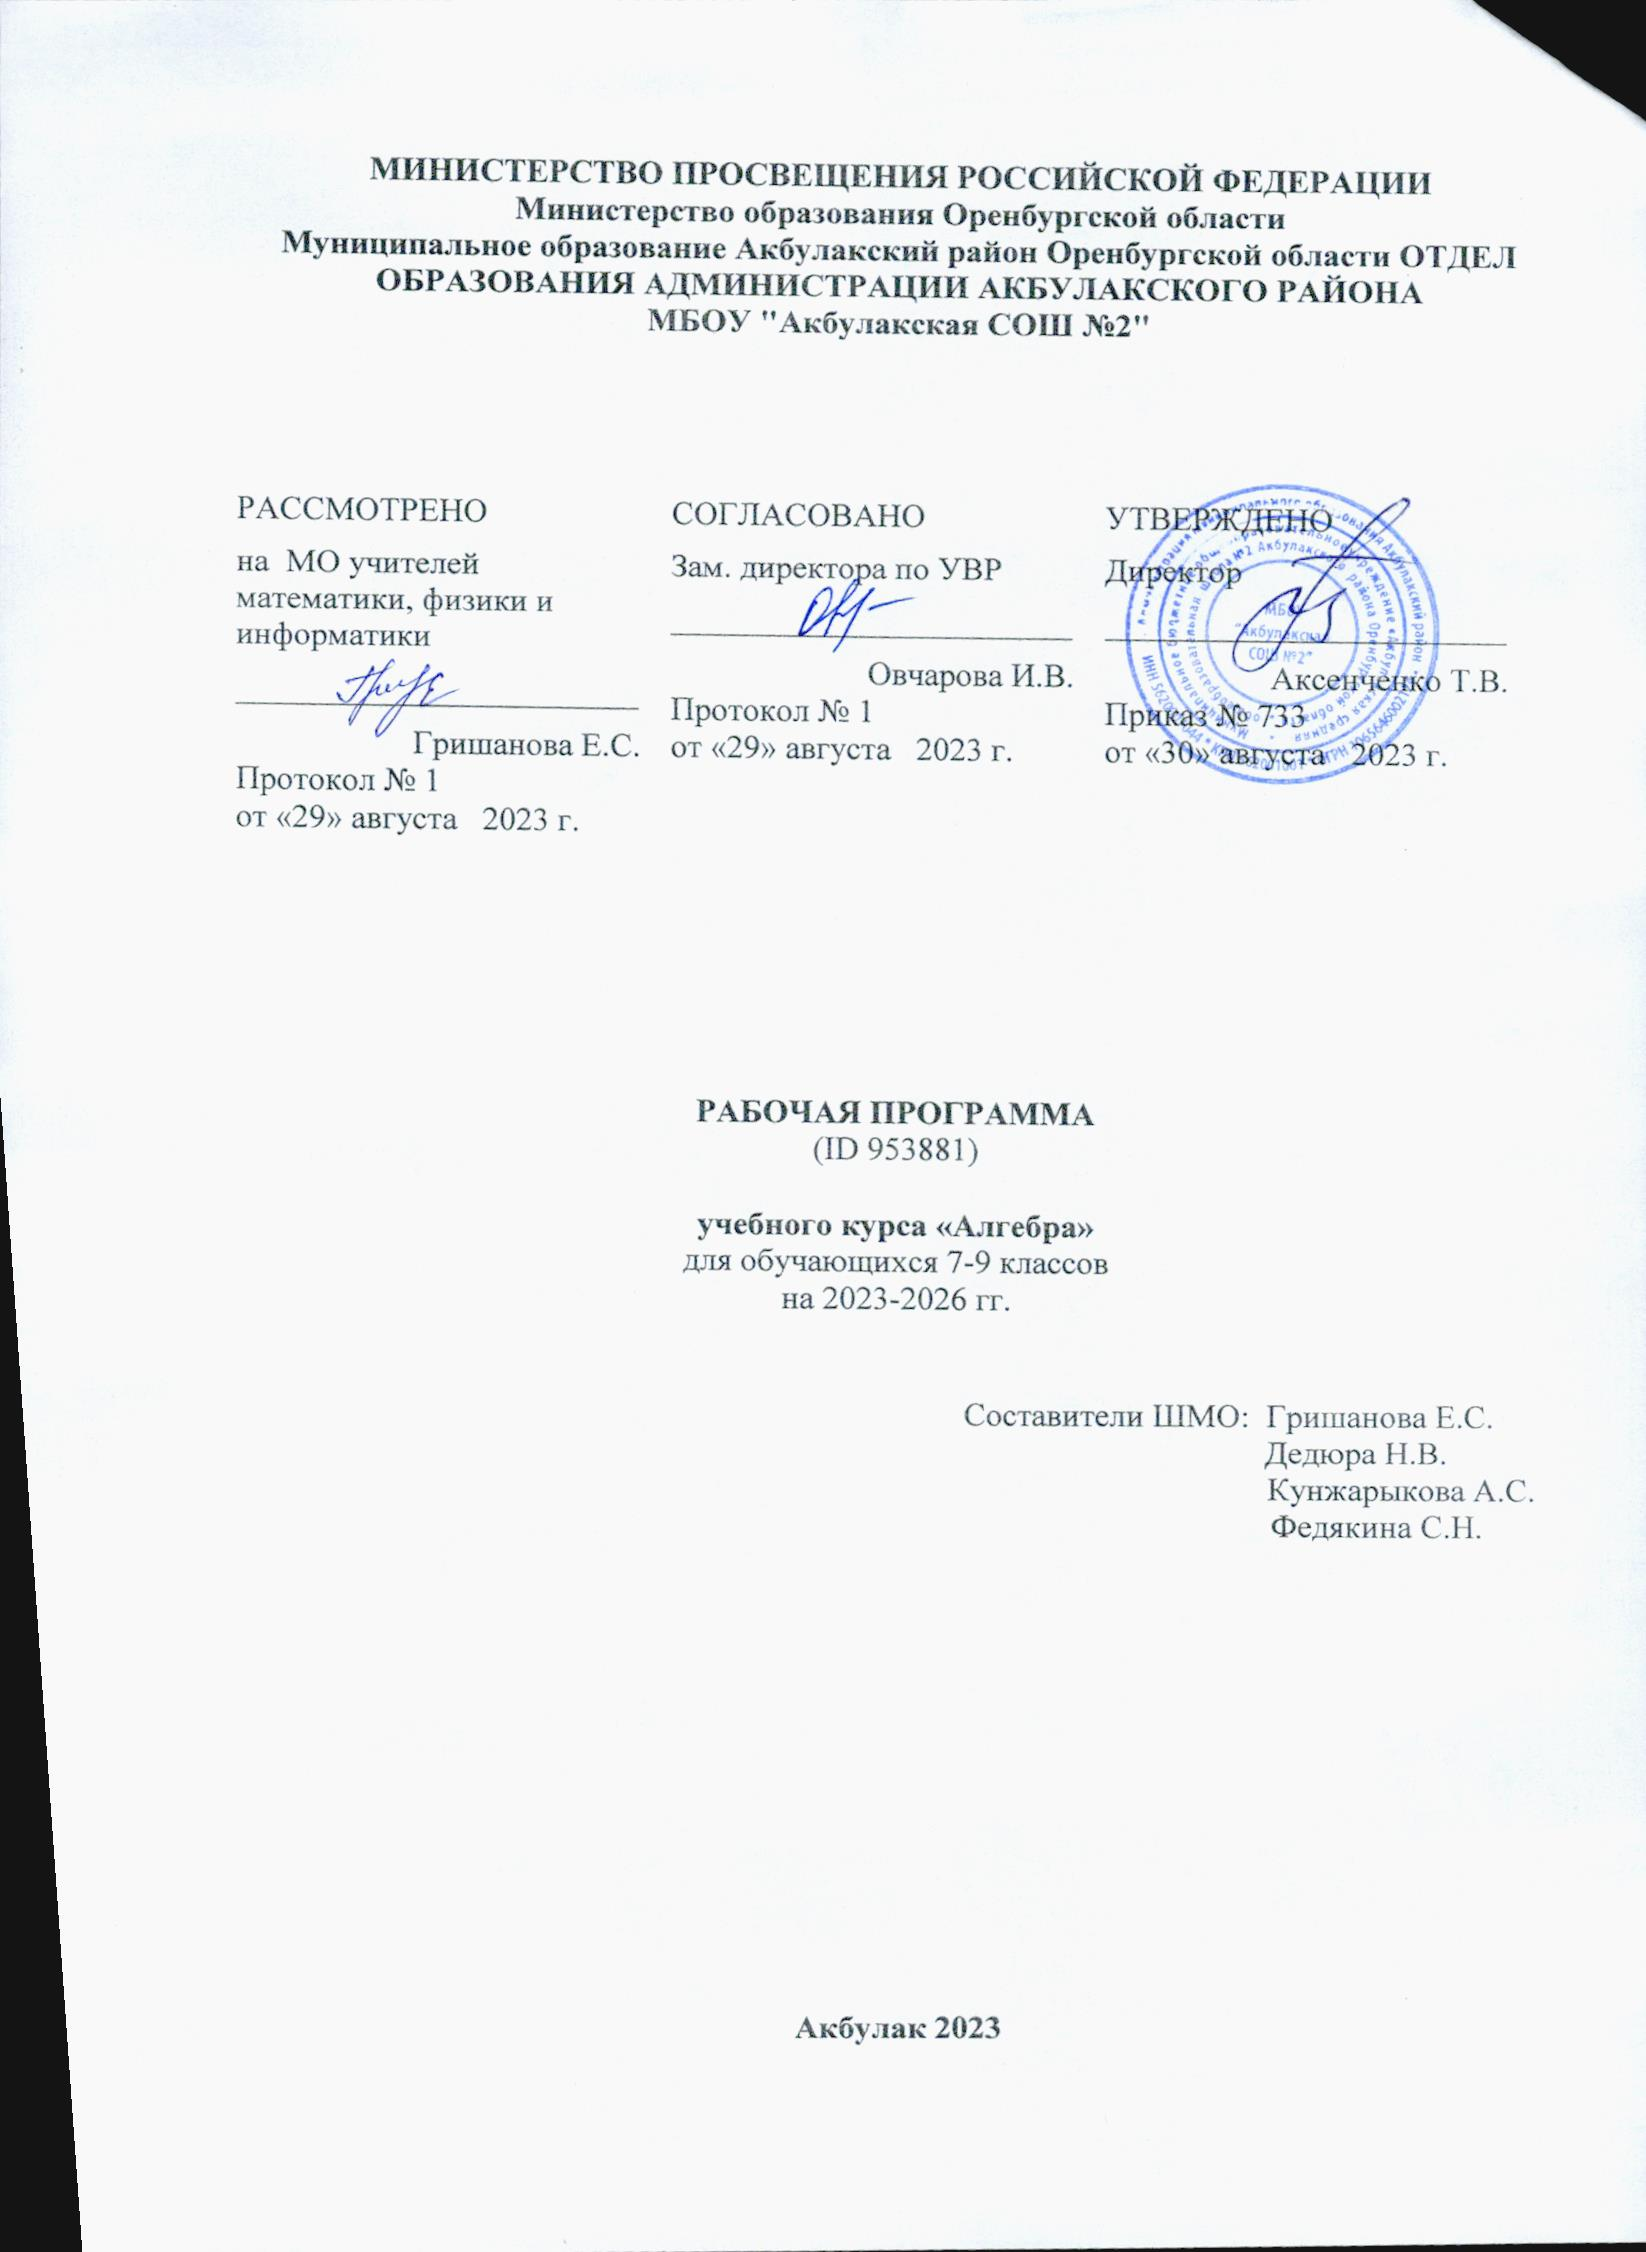 МИНИСТЕРСТВО ПРОСВЕЩЕНИЯ РОССИЙСКОЙ ФЕДЕРАЦИИ
Министерство образования Оренбургской области
Муниципальное образование Акбулакский район Оренбургской области ОТДЕЛ
ОБРАЗОВАНИЯ АДМИНИСТРАЦИИ АКБУЛАКСКОГО РАЙОНА
МБОУ "Акбулакская СОШ №2"
РАССМОТРЕНО
на МО учителей
математики, физики и
информатики
Гришанова Е.С.
Протокол № 1
от «29» августа 2023 г.
СОГЛАСОВАНО
Зам. директора по УВР
Овчарова И.В.
Протокол № 1
от «29» августа 2023 г.
УТВЕРЖДЕНО
Директор
Аксенченко Т.В.
Приказ № 733
от «30» августа 2023 г.
"Акбулакская
СОШ №2"
РАБОЧАЯ ПРОГРАММА
(ID 953881)
учебного курса «Алгебра»
для обучающихся 7-9 классов
на 2023-2026 гг.
Составители ШМО: Гришанова Е.С.
Дедюра Н.В.
Кунжарыкова А.С.
Федякина С.Н.
Акбулак 2023